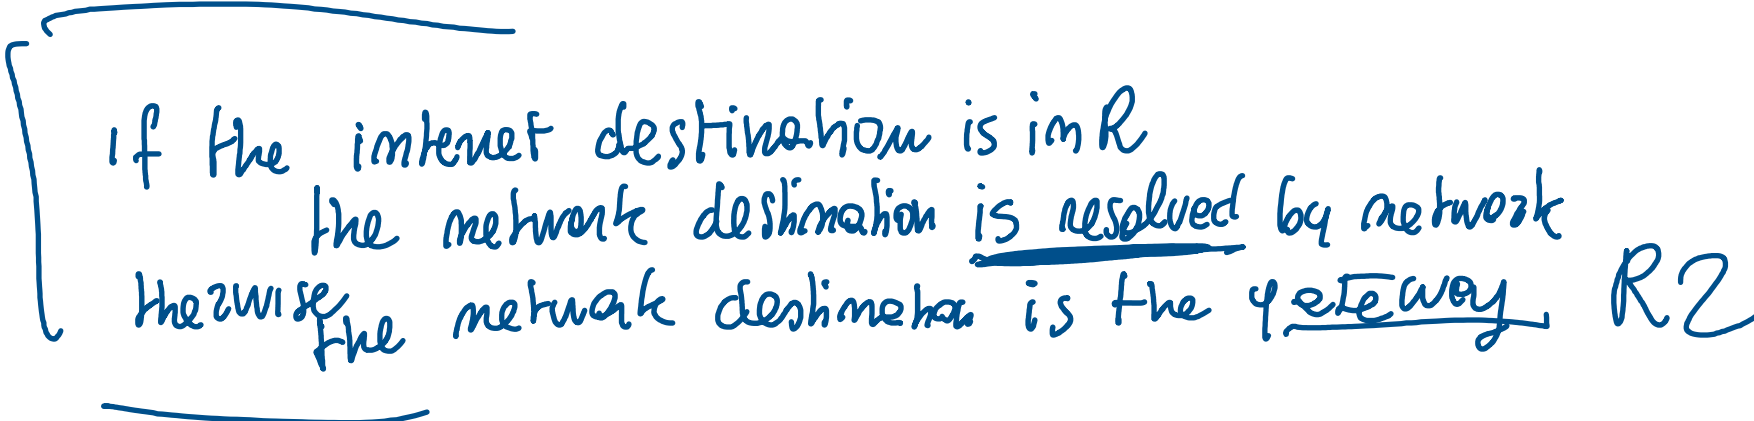 if the internet destination is in R
the network destination is resolved by network
therwise
the network destination is the gateway R2